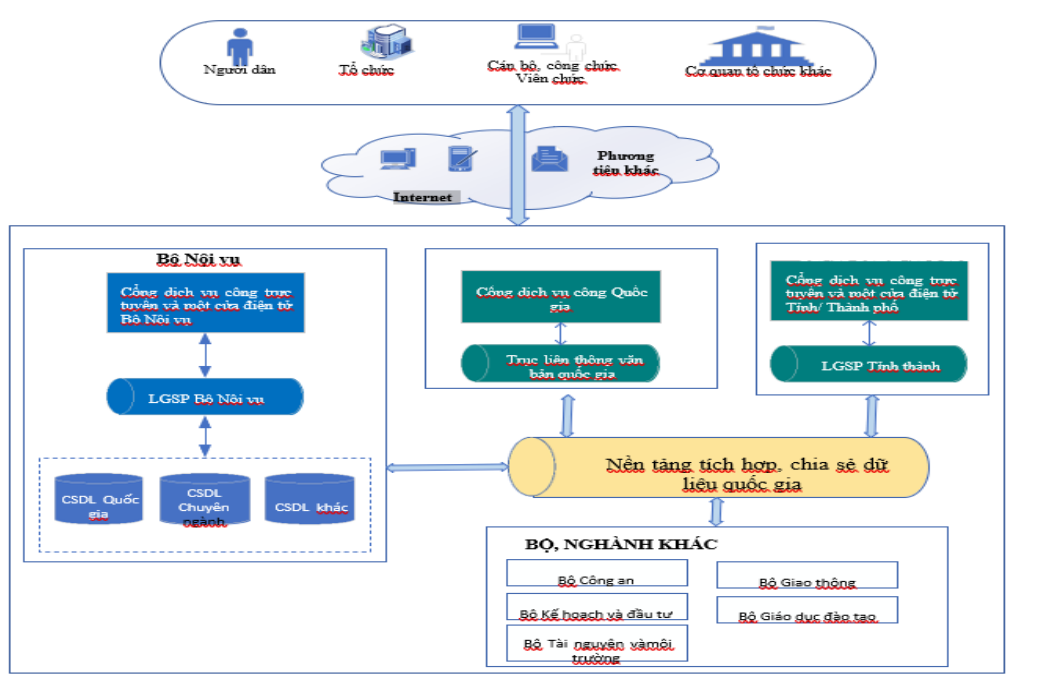 Người dân
Tổ chức
Cán bộ, công chức
Viên chức
Cơ quan tổ chức khác
Phương
tiện khác
Internet
Bộ Nội vụ
Cổng dịch vụ công trực
tuyến và một cửa điện tử
Bộ Nội vụ
LGSP Bộ Nội vụ
CSDL Quốc
gia
CSDL
Chuyên
ngành
CSDL khác
Cổng dịch vụ công Quốc
gia
Trục liên thông văn
bản quốc gia
Cổng dịch vụ công trực
tuyến và một cửa điện tử
Tỉnh/ Thành phố
LGSP Tỉnh thành
Nền tảng tích hợp, chia sẻ dữ
liệu quốc gia
BỘ, NGHÀNH KHÁC
Bộ Công an
Bộ Giao thông
Bộ Kế hoạch và đầu tư
Bộ Giáo dục đào tạo
Bộ Tài nguyên vàmôi
trường